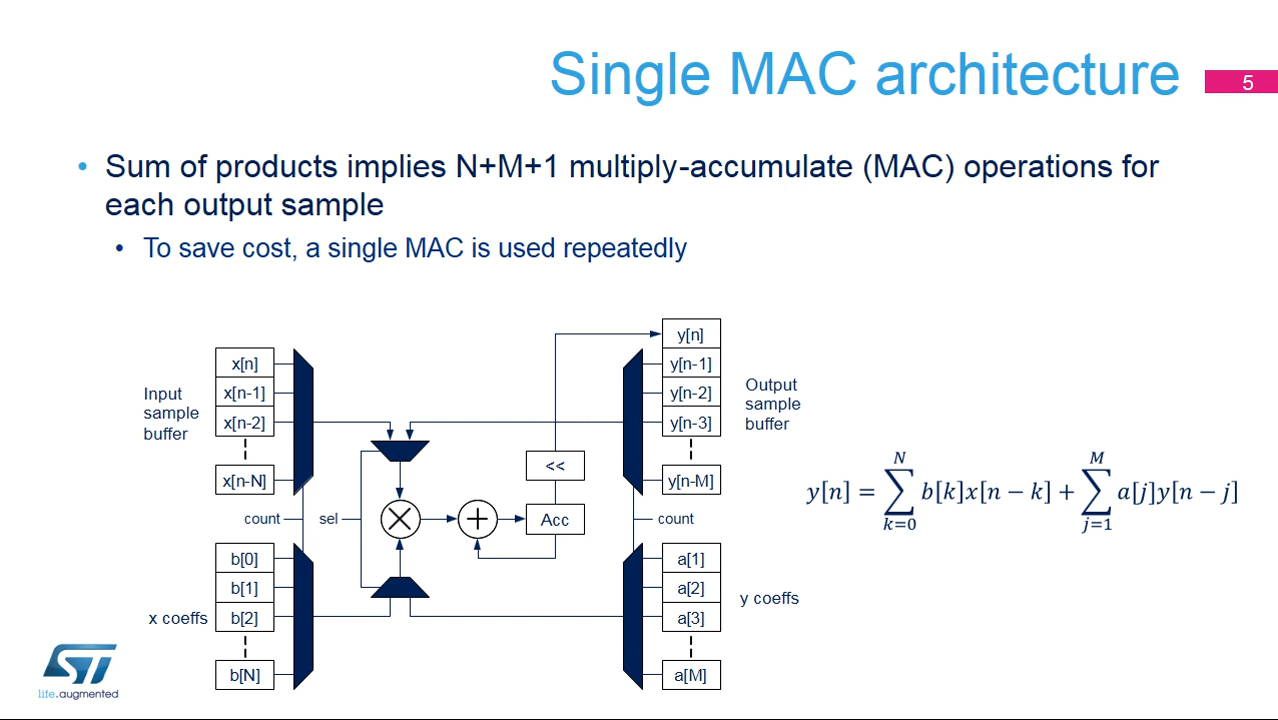 Single MAC architecture
5
• Sum of products implies N+M+1 multiply-accumulate (MAC) operations for
each output sample
• To save cost, a single MAC is used repeatedly
Input
sample
buffer
x[n]
x[n-1]
x[n-2]
x[n-N]
count
sel
x coeffs
b[0]
b[1]
b[2]
b[N]
×
+
<<
Acc
y[n]
y[n-1]
y[n-2]
y[n-3]
y[n-M]
Output
sample
buffer
count
a[1]
a[2]
a[3]
a[M]
y coeffs
y[n] = ∑_{k=0}^{N} b[k]x[n − k] + ∑_{j=1}^{M} a[j]y[n − j]
ST
life.augmented